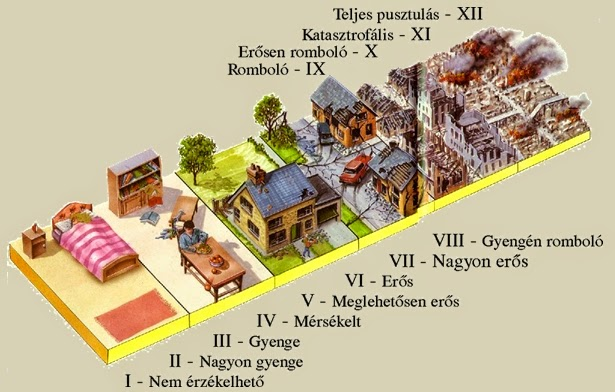 Teljes pusztulás - XII
Katasztrofális - XI
Erősen romboló - X
Romboló - IX
VIII - Gyengén romboló
VII - Nagyon erős
VI - Erős
V - Meglehetősen erős
IV - Mérsékelt
III - Gyenge
II - Nagyon gyenge
I - Nem érzékelhető